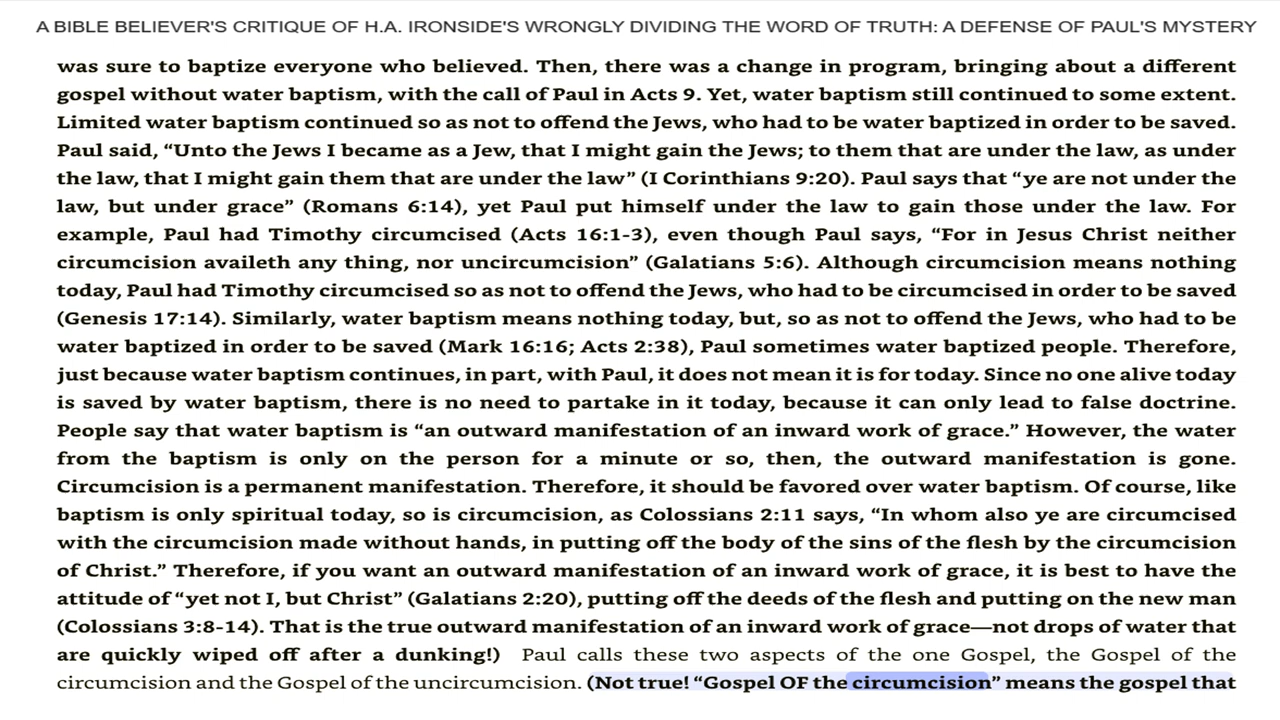 A BIBLE BELIEVER'S CRITIQUE OF H.A. IRONSIDE'S WRONGLY DIVIDING THE WORD OF TRUTH: A DEFENSE OF PAUL'S MYSTERY
was sure to baptize everyone who believed. Then, there was a change in program, bringing about a different
gospel without water baptism, with the call of Paul in Acts 9. Yet, water baptism still continued to some extent.
Limited water baptism continued so as not to offend the Jews, who had to be water baptized in order to be saved.
Paul said, “Unto the Jews I became as a Jew, that I might gain the Jews; to them that are under the law, as under
the law, that I might gain them that are under the law” (I Corinthians 9:20). Paul says that “ye are not under the
law, but under grace” (Romans 6:14), yet Paul put himself under the law to gain those under the law. For
example, Paul had Timothy circumcised (Acts 16:1-3), even though Paul says, “For in Jesus Christ neither
circumcision availeth any thing, nor uncircumcision” (Galatians 5:6). Although circumcision means nothing
today, Paul had Timothy circumcised so as not to offend the Jews, who had to be circumcised in order to be saved
(Genesis 17:14). Similarly, water baptism means nothing today, but, so as not to offend the Jews, who had to be
water baptized in order to be saved (Mark 16:16; Acts 2:38), Paul sometimes water baptized people. Therefore,
just because water baptism continues, in part, with Paul, it does not mean it is for today. Since no one alive today
is saved by water baptism, there is no need to partake in it today, because it can only lead to false doctrine.
People say that water baptism is “an outward manifestation of an inward work of grace.” However, the water
from the baptism is only on the person for a minute or so, then, the outward manifestation is gone.
Circumcision is a permanent manifestation. Therefore, it should be favored over water baptism. Of course, like
baptism is only spiritual today, so is circumcision, as Colossians 2:11 says, “In whom also ye are circumcised
with the circumcision made without hands, in putting off the body of the sins of the flesh by the circumcision
of Christ.” Therefore, if you want an outward manifestation of an inward work of grace, it is best to have the
attitude of “yet not I, but Christ” (Galatians 2:20), putting off the deeds of the flesh and putting on the new man
(Colossians 3:8-14). That is the true outward manifestation of an inward work of grace—not drops of water that
are quickly wiped off after a dunking!) Paul calls these two aspects of the one Gospel, the Gospel of the
circumcision and the Gospel of the uncircumcision. (Not true! “Gospel OF the circumcision” means the gospel that